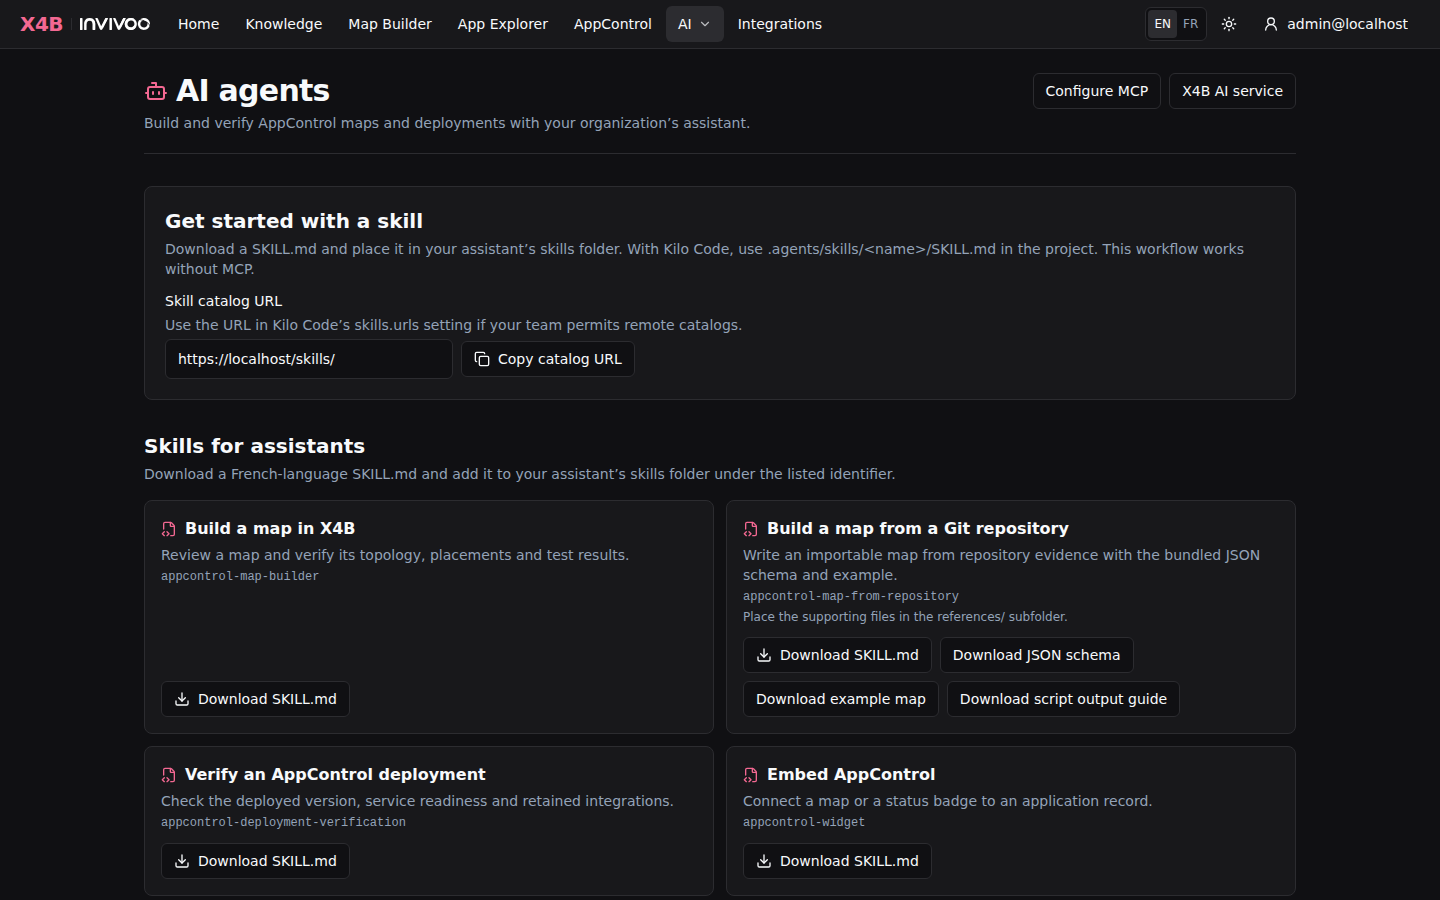 X4B INVIVOO Home Knowledge Map Builder App Explorer AppControl AI Integrations EN FR admin@localhost
AI agents
Configure MCP X4B AI service
Build and verify AppControl maps and deployments with your organization’s assistant.
Get started with a skill
Download a SKILL.md and place it in your assistant’s skills folder. With Kilo Code, use .agents/skills/<name>/SKILL.md in the project. This workflow works
without MCP.
Skill catalog URL
Use the URL in Kilo Code’s skills.urls setting if your team permits remote catalogs.
https://localhost/skills/ Copy catalog URL
Skills for assistants
Download a French-language SKILL.md and add it to your assistant’s skills folder under the listed identifier.
Build a map in X4B
Review a map and verify its topology, placements and test results.
appcontrol-map-builder
Download SKILL.md
Build a map from a Git repository
Write an importable map from repository evidence with the bundled JSON
schema and example.
appcontrol-map-from-repository
Place the supporting files in the references/ subfolder.
Download SKILL.md Download JSON schema
Download example map Download script output guide
Verify an AppControl deployment
Check the deployed version, service readiness and retained integrations.
appcontrol-deployment-verification
Download SKILL.md
Embed AppControl
Connect a map or a status badge to an application record.
appcontrol-widget
Download SKILL.md